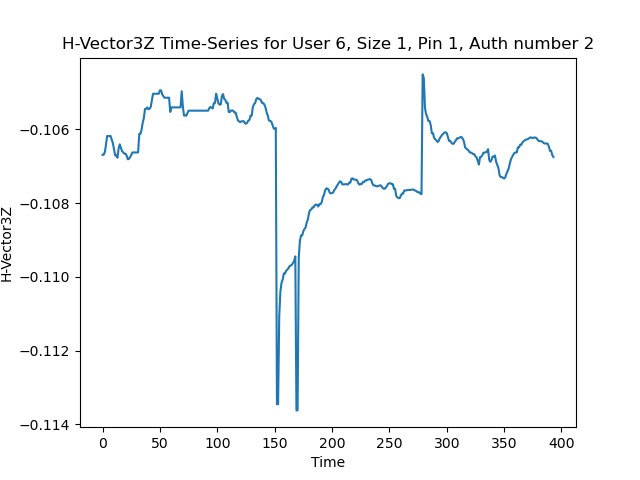 H-Vector3Z Time-Series for User 6, Size 1, Pin 1, Auth number 2
H-Vector3Z
−0.106
−0.108
−0.110
−0.112
−0.114
0 50 100 150 200 250 300 350 400
Time